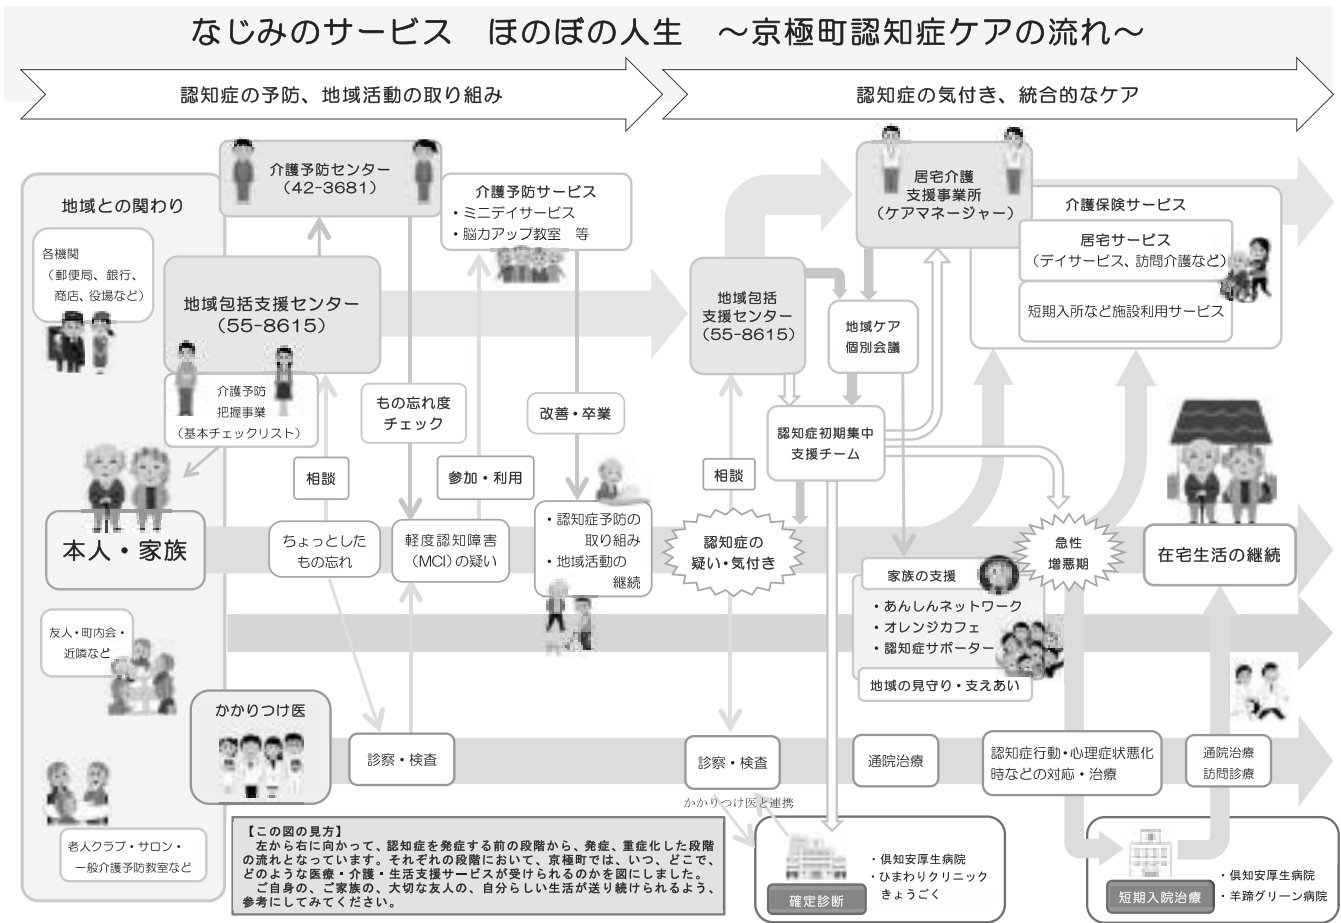 なじみのサービス　ほのぼの人生　～京極町認知症ケアの流れ～
認知症の予防、地域活動の取り組み
認知症の気付き、統合的なケア
地域との関わり
各機関
（郵便局、銀行、
商店、役場など）
介護予防センター
（42-3681）
地域包括支援センター
（55-8615）
介護予防
把握事業
（基本チェックリスト）
本人・家族
友人・町内会・
近隣など
かかりつけ医
老人クラブ・サロン・
一般介護予防教室など
介護予防サービス
・ミニデイサービス
・脳力アップ教室　等
もの忘れ度
チェック
改善・卒業
相談
参加・利用
ちょっとした
もの忘れ
軽度認知障害
（MCI）の疑い
・認知症予防の
取り組み
・地域活動の
継続
診察・検査
地域包括
支援センター
（55-8615）
居宅介護
支援事業所
（ケアマネージャー）
介護保険サービス
居宅サービス
（デイサービス、訪問介護など）
短期入所など施設利用サービス
地域ケア
個別会議
認知症初期集中
支援チーム
相談
認知症の
疑い・気付き
急性
増悪期
在宅生活の継続
家族の支援
・あんしんネットワーク
・オレンジカフェ
・認知症サポーター
地域の見守り・支えあい
診察・検査
かかりつけ医と連携
通院治療
認知症行動・心理症状悪化
時などの対応・治療
通院治療
訪問診療
確定診断
・倶知安厚生病院
・ひまわりクリニック
きょうごく
短期入院治療
・倶知安厚生病院
・羊蹄グリーン病院
【この図の見方】
左から右に向かって、認知症を発症する前の段階から、発症、重症化した段階
の流れとなっています。それぞれの段階において、京極町では、いつ、どこで、
どのような医療・介護・生活支援サービスが受けられるのかを図にしました。
ご自身の、ご家族の、大切な友人の、自分らしい生活が送り続けられるよう、
参考にしてみてください。